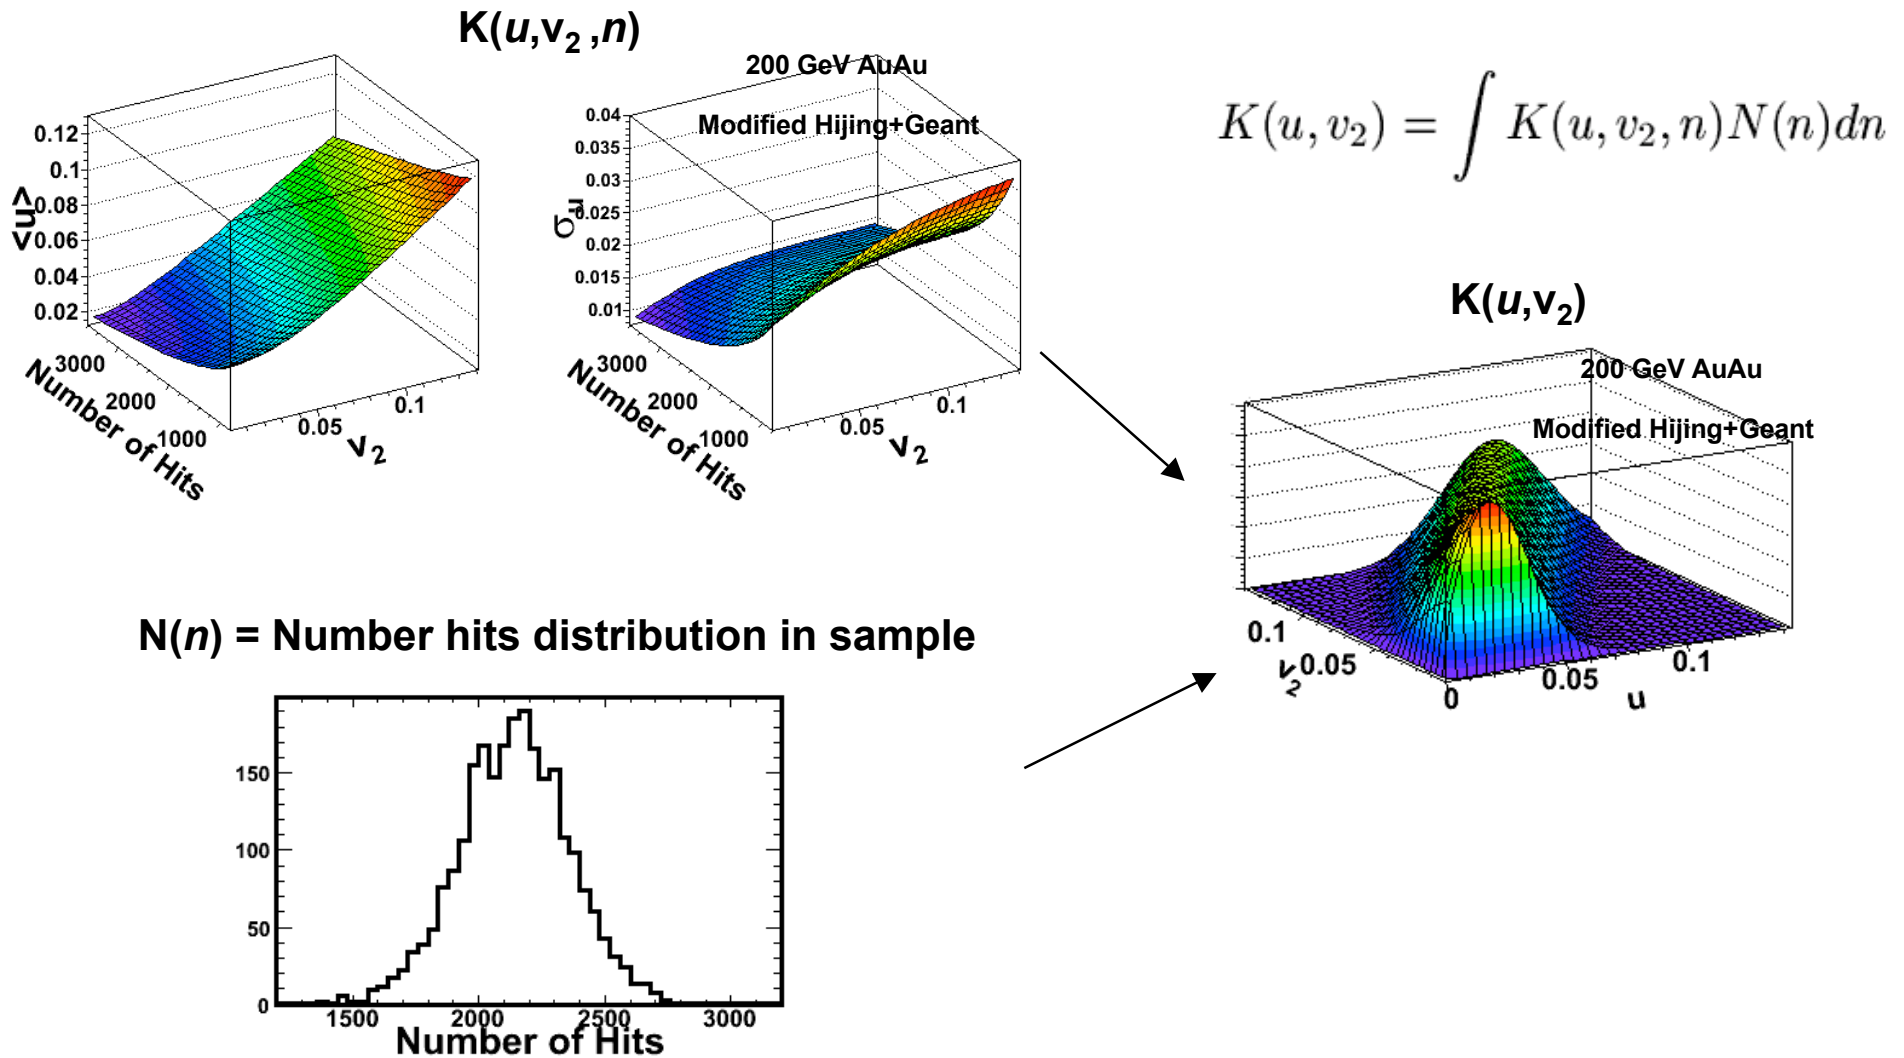 K(u,v2 ,n)
200 GeV AuAu
Modified Hijing+Geant
<u>
0.12
0.1
0.08
0.06
0.04
0.02
3000
2000
1000
Number of Hits
0.05
0.1
v2
σu
0.04
0.035
0.03
0.025
0.02
0.015
0.01
3000
2000
1000
Number of Hits
0.05
0.1
v2
K(u, v2) = ∫ K(u, v2, n)N(n)dn
K(u,v2)
200 GeV AuAu
Modified Hijing+Geant
0.1
0.05
v2
0
0.05
0.1
u
N(n) = Number hits distribution in sample
150
100
50
0
1500 2000 2500 3000
Number of Hits